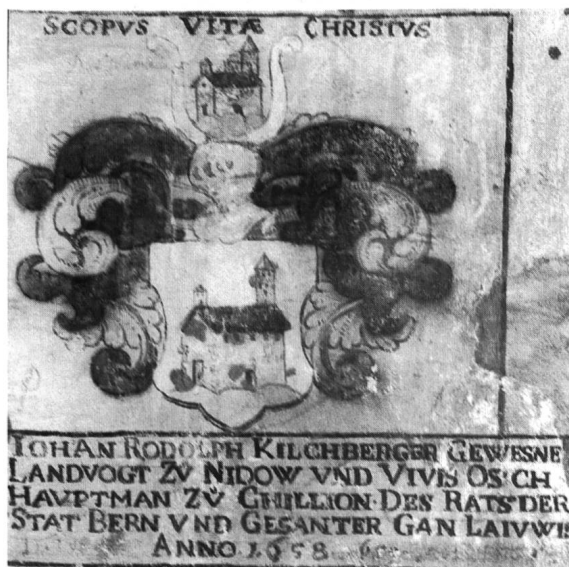 SCOPVS VITÆ CHRISTVS
IOHAN RODOLPH KILCHBERGER GEWESNE
LANDVOGT ZV NIDOW VND VIVIS OS·CH
HAVPTMAN ZV CHILLION·DES RATS DER
STAT BERN VND GESANTER GAN LAIVWIS
ANNO 1658